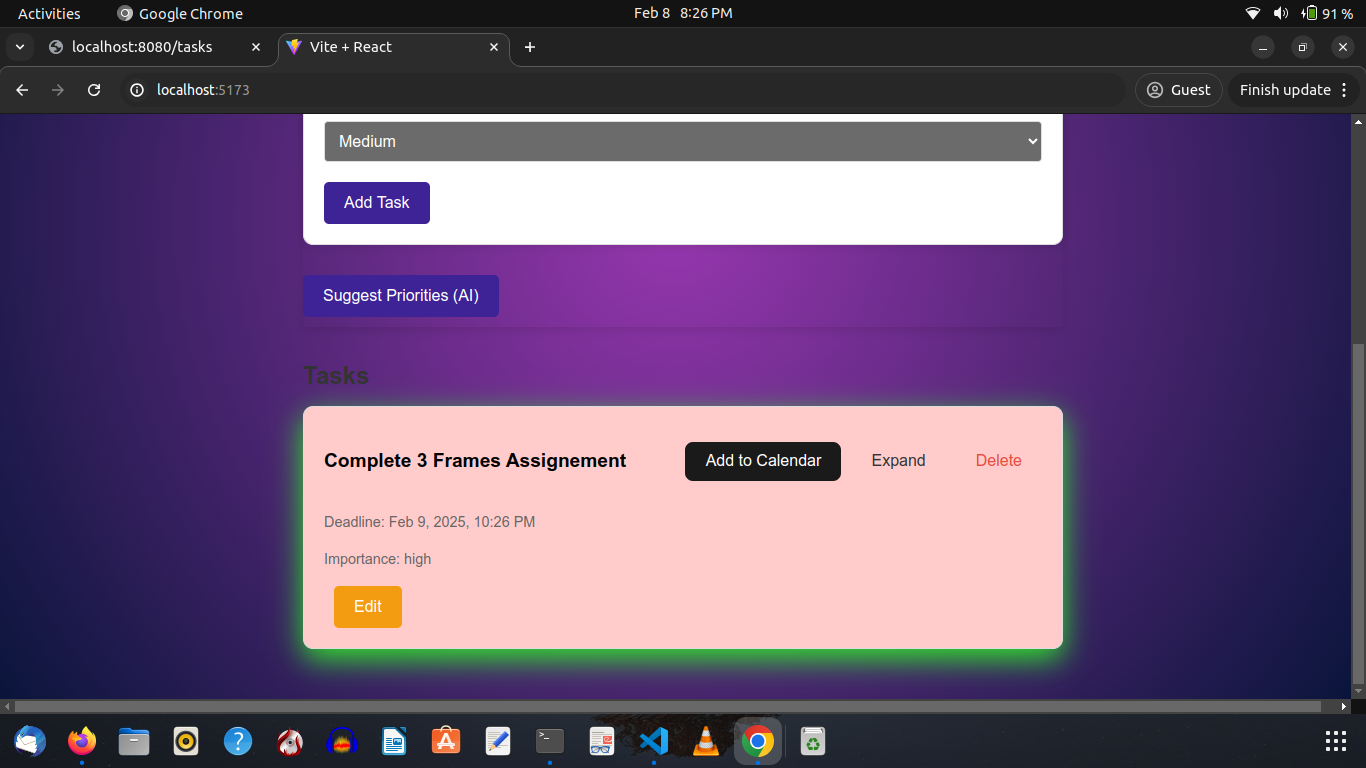 Activities Google Chrome Feb 8 8:26 PM 91 %
localhost:8080/tasks Vite + React
localhost:5173 Guest Finish update
Medium
Add Task
Suggest Priorities (AI)
Tasks
Complete 3 Frames Assignement Add to Calendar Expand Delete
Deadline: Feb 9, 2025, 10:26 PM
Importance: high
Edit